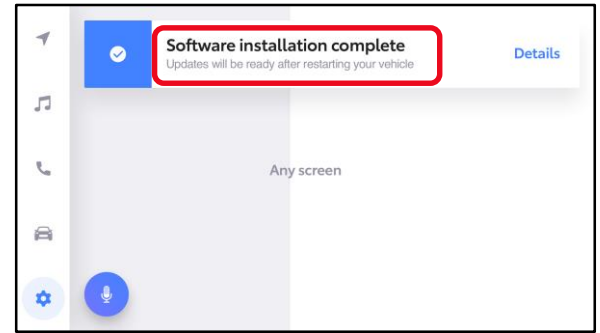 Software installation complete
Updates will be ready after restarting your vehicle
Details
Any screen